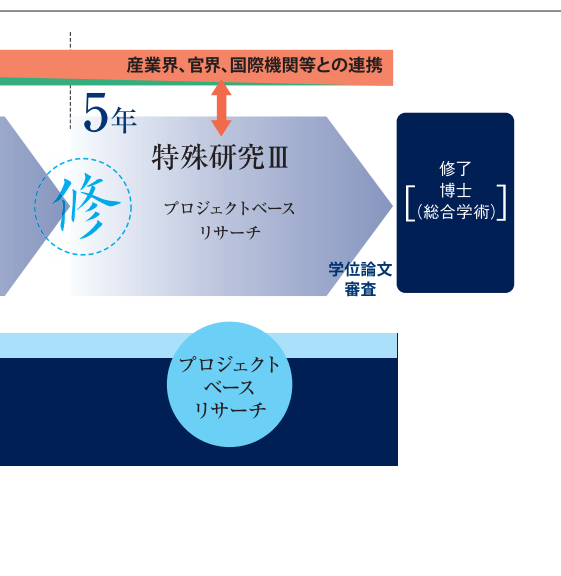 産業界、官界、国際機関等との連携
5年
特殊研究Ⅲ
修
プロジェクトベース
リサーチ
修了
博士
(総合学術)
学位論文
審査
プロジェクト
ベース
リサーチ